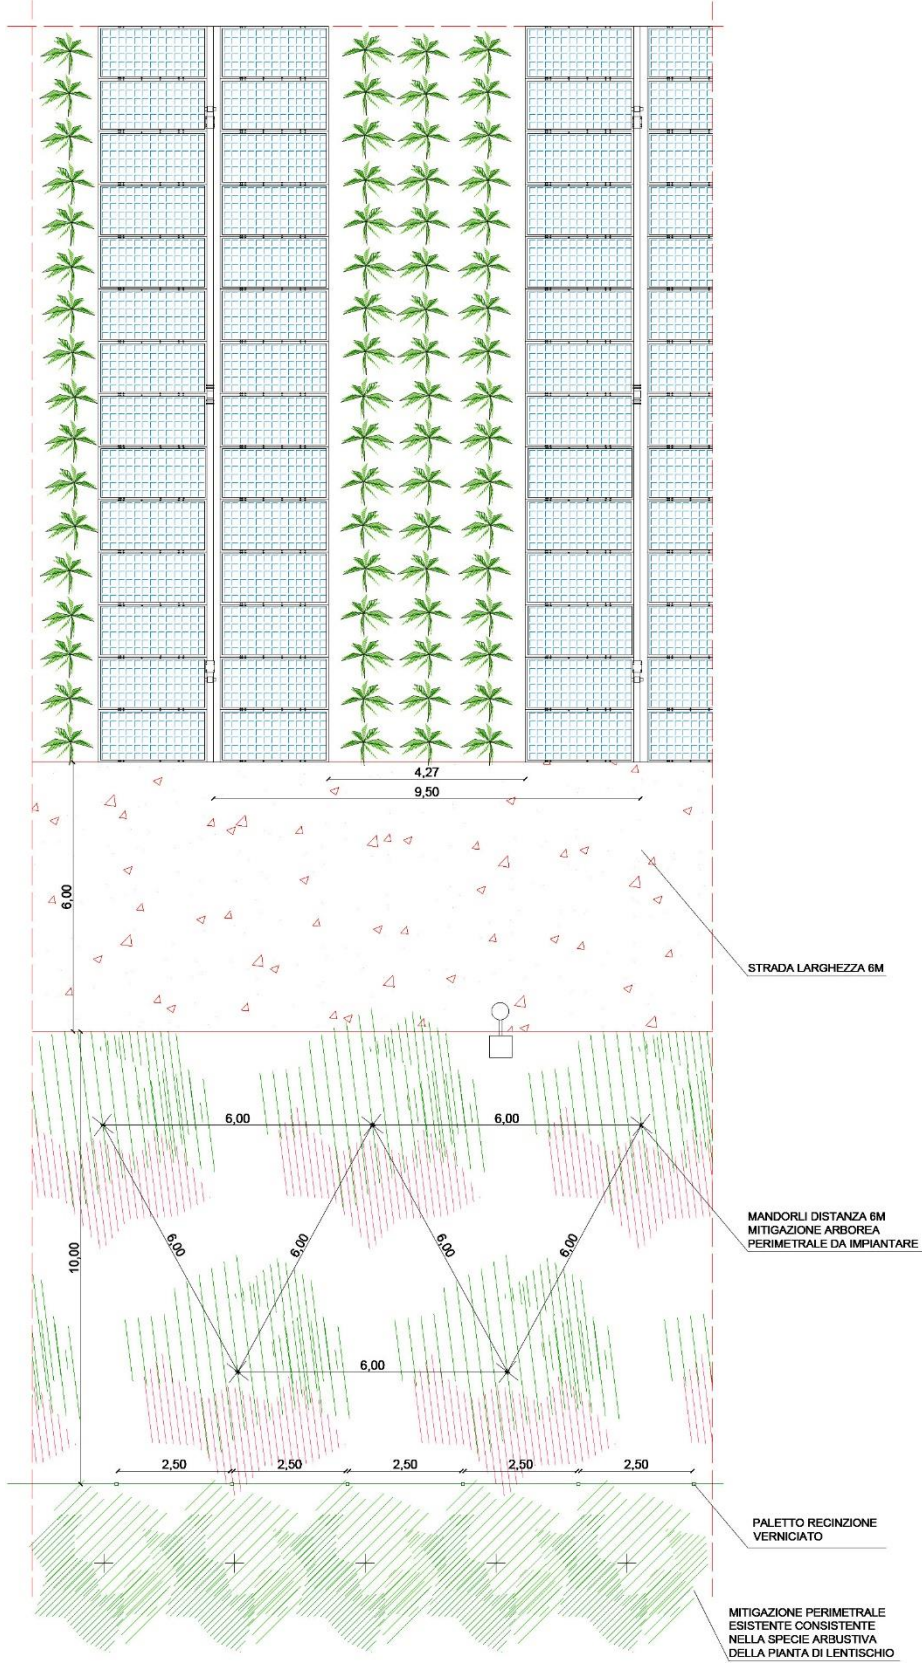 4,27
9,50
6,00
STRADA LARGHEZZA 6M
6,00
6,00
MANDORLI DISTANZA 6M
MITIGAZIONE ARBOREA
PERIMETRALE DA IMPIANTARE
10,00
6,00
6,00
6,00
6,00
6,00
2,50
2,50
2,50
2,50
2,50
PALETTO RECINZIONE
VERNICIATO
MITIGAZIONE PERIMETRALE
ESISTENTE CONSISTENTE
NELLA SPECIE ARBUSTIVA
DELLA PIANTA DI LENTISCHIO